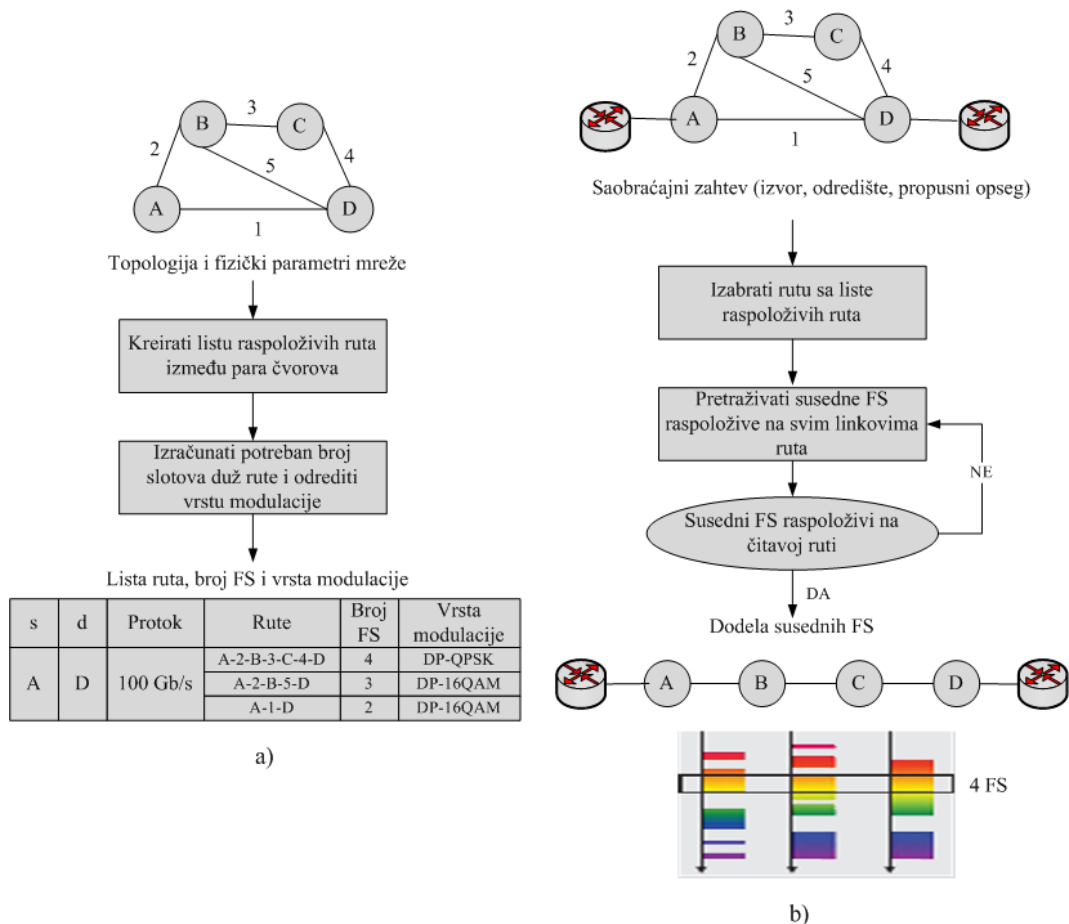 B
C
A
D
2
3
5
4
1
Topologija i fizički parametri mreže
Kreirati listu raspoloživih ruta
između para čvorova
Izračunati potreban broj
slotova duž rute i odrediti
vrstu modulacije
Lista ruta, broj FS i vrsta modulacije
s d Protok Rute Broj FS Vrsta modulacije
A D 100 Gb/s A-2-B-3-C-4-D 4 DP-QPSK
A-2-B-5-D 3 DP-16QAM
A-1-D 2 DP-16QAM
a)
B
C
A
D
2
3
5
4
1
Saobraćajni zahtev (izvor, odredište, propusni opseg)
Izabrati rutu sa liste
raspoloživih ruta
Pretraživati susedne FS
raspoložive na svim linkovima
ruta
NE
Susedni FS raspoloživi na
čitavoj ruti
DA
Dodela susednih FS
A B C D
4 FS
b)